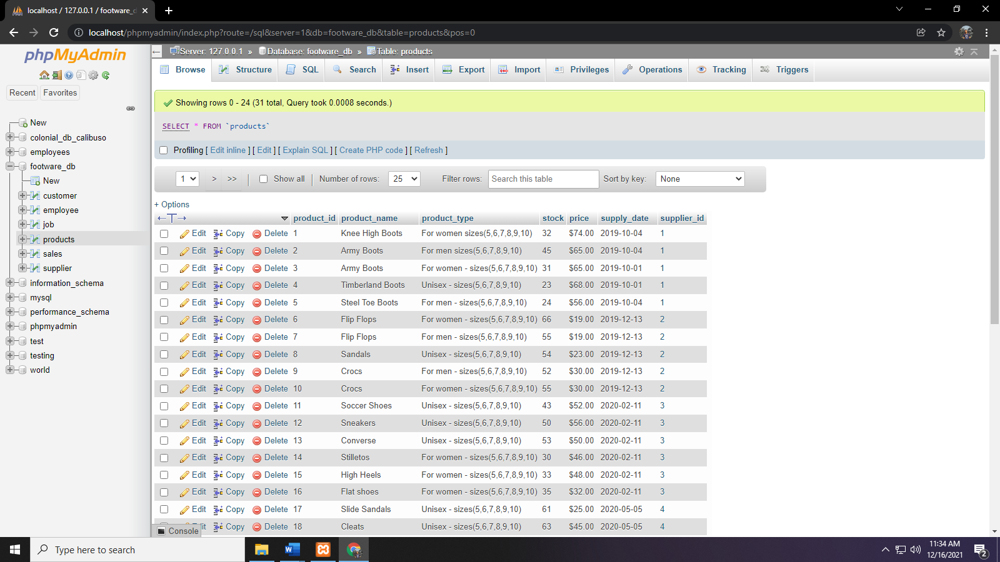 localhost / 127.0.0.1 / footware_d
localhost/phpmyadmin/index.php?route=/sql&server=1&db=footware_db&table=products&pos=0
phpMyAdmin
Recent Favorites
New
colonial_db_calibuso
employees
footware_db
New
customer
employee
job
products
sales
supplier
information_schema
mysql
performance_schema
phpmyadmin
test
testing
world
Server: 127.0.0.1 » Database: footware_db » Table: products
Browse Structure SQL Search Insert Export Import Privileges Operations Tracking Triggers
Showing rows 0 - 24 (31 total, Query took 0.0008 seconds.)
SELECT * FROM `products`
Profiling [ Edit inline ] [ Edit ] [ Explain SQL ] [ Create PHP code ] [ Refresh ]
1 > >> Show all Number of rows: 25 Filter rows: Search this table Sort by key: None
+ Options
product_id product_name product_type stock price supply_date supplier_id
Edit Copy Delete 1 Knee High Boots For women sizes(5,6,7,8,9,10) 32 $74.00 2019-10-04 1
Edit Copy Delete 2 Army Boots For men sizes(5,6,7,8,9,10) 45 $65.00 2019-10-04 1
Edit Copy Delete 3 Army Boots For women - sizes(5,6,7,8,9,10) 31 $65.00 2019-10-01 1
Edit Copy Delete 4 Timberland Boots Unisex - sizes(5,6,7,8,9,10) 23 $68.00 2019-10-01 1
Edit Copy Delete 5 Steel Toe Boots For men - sizes(5,6,7,8,9,10) 24 $56.00 2019-10-04 1
Edit Copy Delete 6 Flip Flops For women - sizes(5,6,7,8,9,10) 66 $19.00 2019-12-13 2
Edit Copy Delete 7 Flip Flops For men - sizes(5,6,7,8,9,10) 55 $19.00 2019-12-13 2
Edit Copy Delete 8 Sandals Unisex - sizes(5,6,7,8,9,10) 54 $23.00 2019-12-13 2
Edit Copy Delete 9 Crocs For men - sizes(5,6,7,8,9,10) 52 $30.00 2019-12-13 2
Edit Copy Delete 10 Crocs For women - sizes(5,6,7,8,9,10) 55 $30.00 2019-12-13 2
Edit Copy Delete 11 Soccer Shoes Unisex - sizes(5,6,7,8,9,10) 43 $52.00 2020-02-11 3
Edit Copy Delete 12 Sneakers Unisex - sizes(5,6,7,8,9,10) 50 $56.00 2020-02-11 3
Edit Copy Delete 13 Converse Unisex - sizes(5,6,7,8,9,10) 53 $50.00 2020-02-11 3
Edit Copy Delete 14 Stilletos For women - sizes(5,6,7,8,9,10) 30 $46.00 2020-02-11 3
Edit Copy Delete 15 High Heels For women - sizes(5,6,7,8,9,10) 33 $48.00 2020-02-11 3
Edit Copy Delete 16 Flat shoes For women - sizes(5,6,7,8,9,10) 35 $32.00 2020-02-11 3
Edit Copy Delete 17 Slide Sandals Unisex - sizes(5,6,7,8,9,10) 61 $25.00 2020-05-05 4
Edit Copy Delete 18 Cleats Unisex - sizes(5,6,7,8,9,10) 63 $45.00 2020-05-05 4
Console
Type here to search
11:34 AM
12/16/2021
2